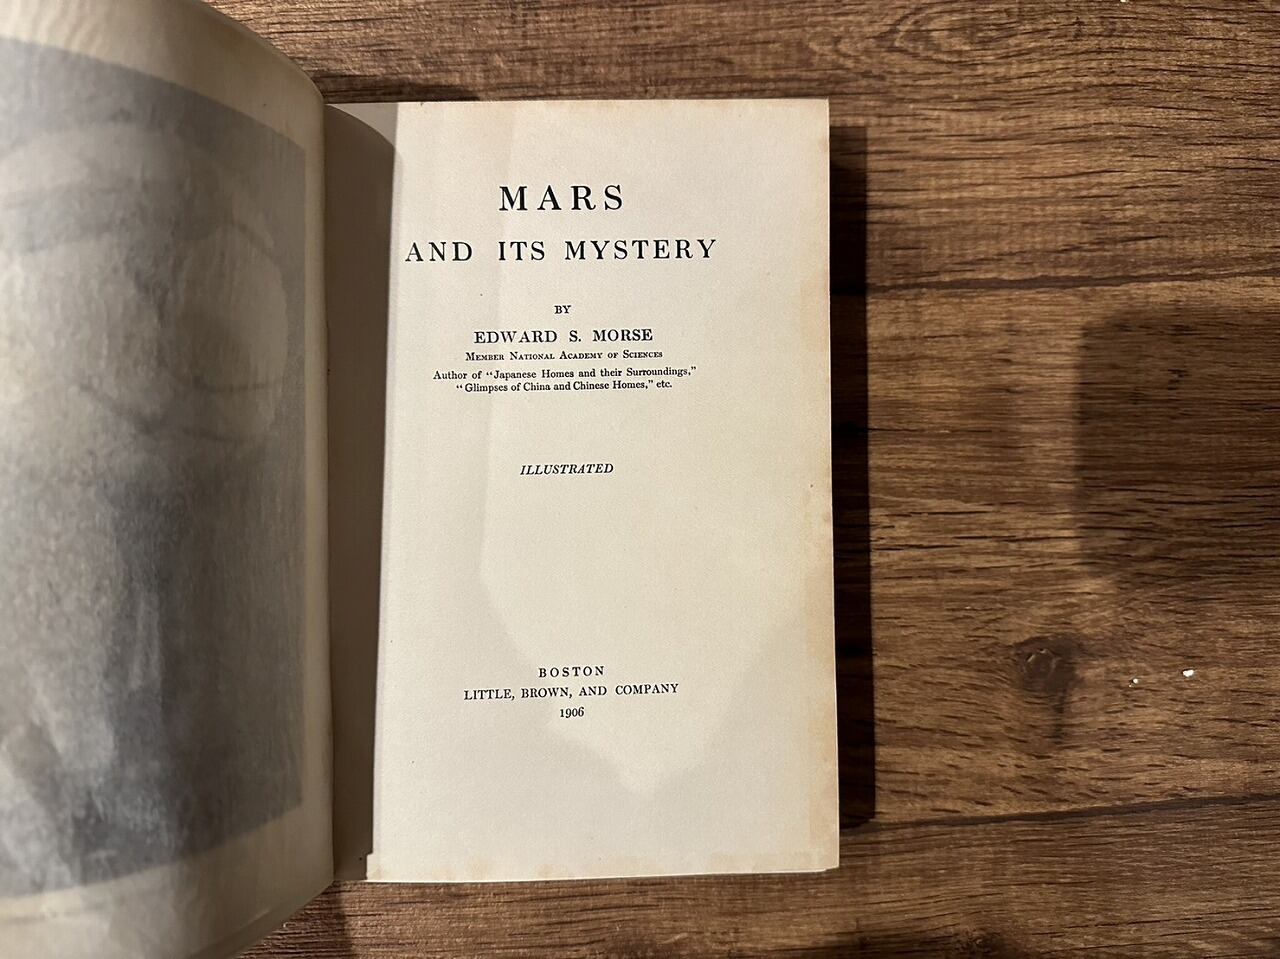 MARS
AND ITS MYSTERY
BY
EDWARD S. MORSE
MEMBER NATIONAL ACADEMY OF SCIENCES
Author of "Japanese Homes and their Surroundings,"
"Glimpses of China and Chinese Homes," etc.
ILLUSTRATED
BOSTON
LITTLE, BROWN, AND COMPANY
1906